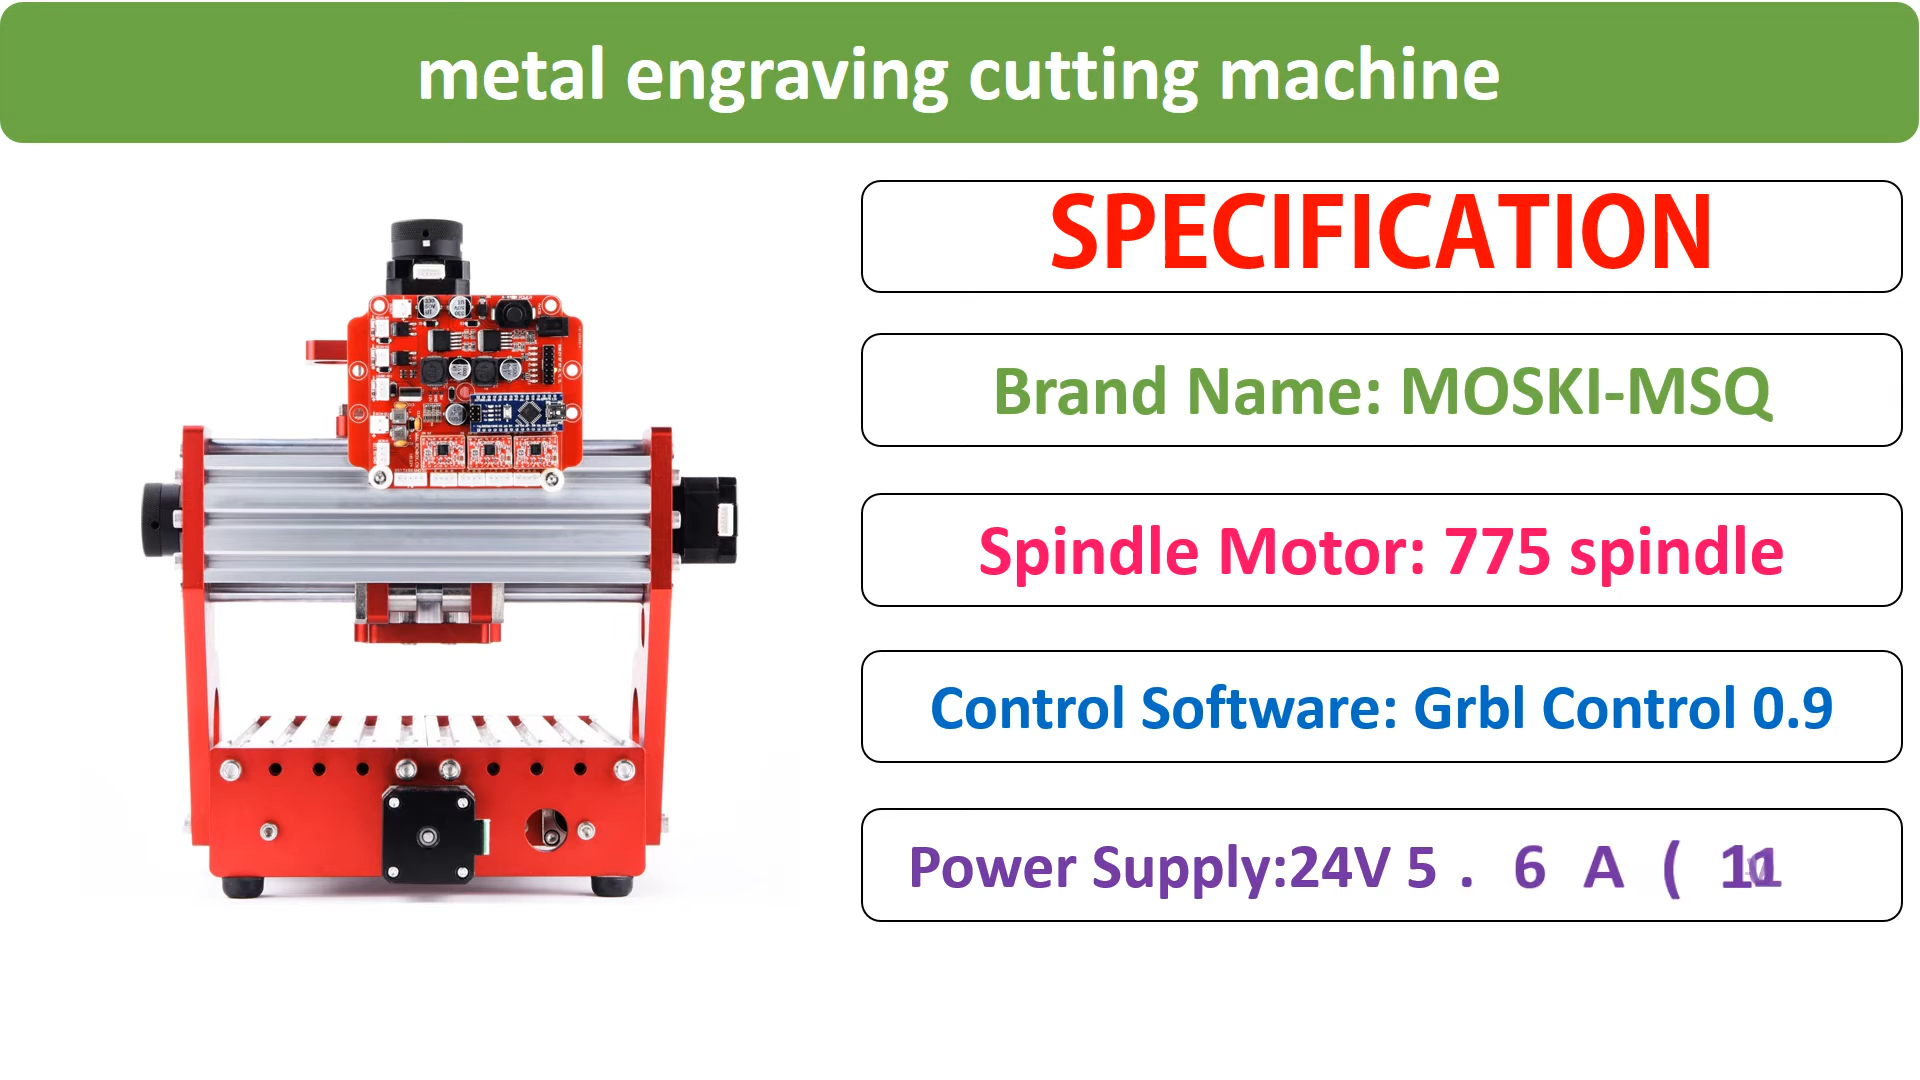 metal engraving cutting machine
SPECIFICATION
Brand Name: MOSKI-MSQ
Spindle Motor: 775 spindle
Control Software: Grbl Control 0.9
Power Supply:24V 5 . 6 A (